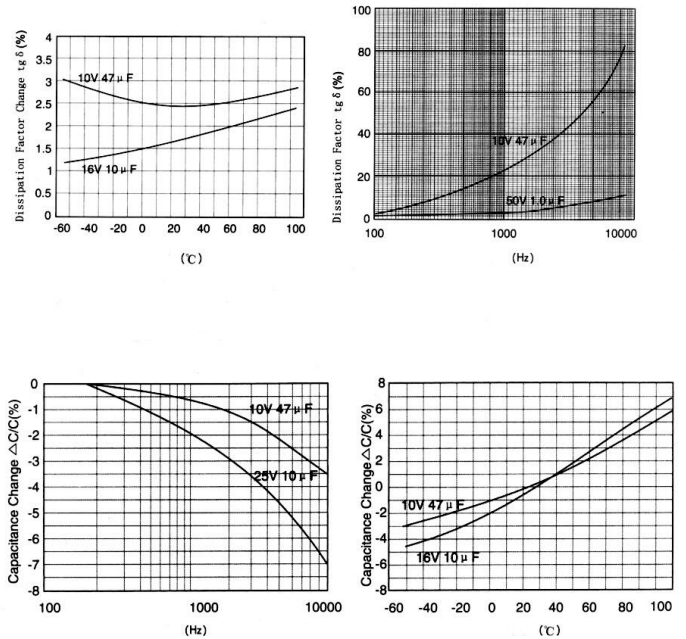 Dissipation Factor Change tg δ(%)
4
3.5
3
2.5
2
1.5
1
0.5
0
10V 47μF
16V 10μF
-60 -40 -20 0 20 40 60 80 100
(℃)
Dissipation Factor tgδ(%)
100
80
60
40
20
0
10V 47μF
50V 1.0μF
100 1000 10000
(Hz)
Capacitance Change △C/C(%)
0
-1
-2
-3
-4
-5
-6
-7
-8
10V 47μF
25V 10μF
100 1000 10000
(Hz)
Capacitance Change△C/C(%)
8
6
4
2
0
-2
-4
-6
-8
10V 47μF
16V 10μF
-60 -40 -20 0 20 40 60 80 100
(℃)